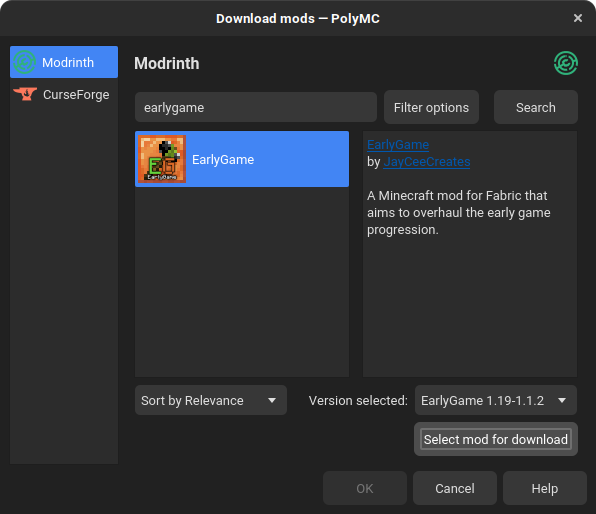 Download mods — PolyMC
Modrinth
CurseForge
Modrinth
earlygame
Filter options
Search
EarlyGame
EarlyGame
EarlyGame
by JayCeeCreates
A Minecraft mod for Fabric that
aims to overhaul the early game
progression.
Sort by Relevance
Version selected:
EarlyGame 1.19-1.1.2
Select mod for download
OK
Cancel
Help